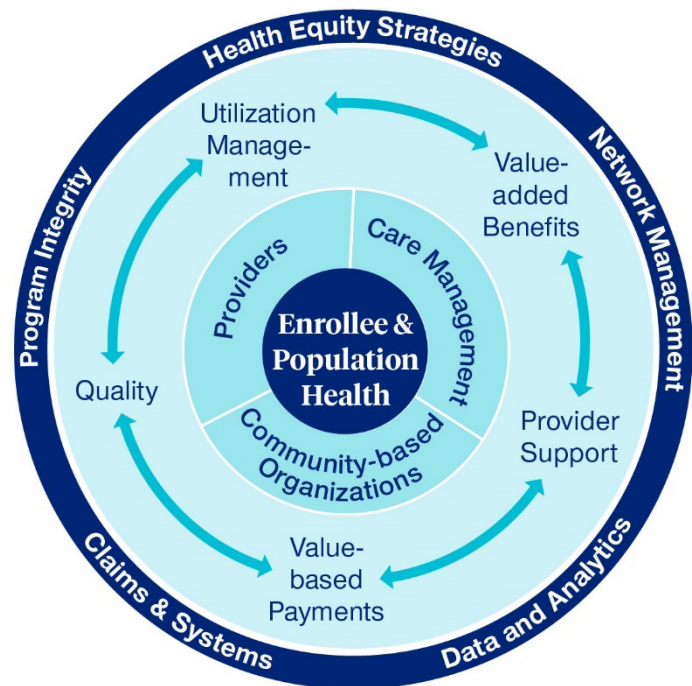 Health Equity Strategies
Network Management
Data and Analytics
Claims & Systems
Program Integrity
Utilization
Manage-
ment
Value-
added
Benefits
Provider
Support
Value-
based
Payments
Quality
Providers
Care Management
Community-based
Organizations
Enrollee &
Population
Health